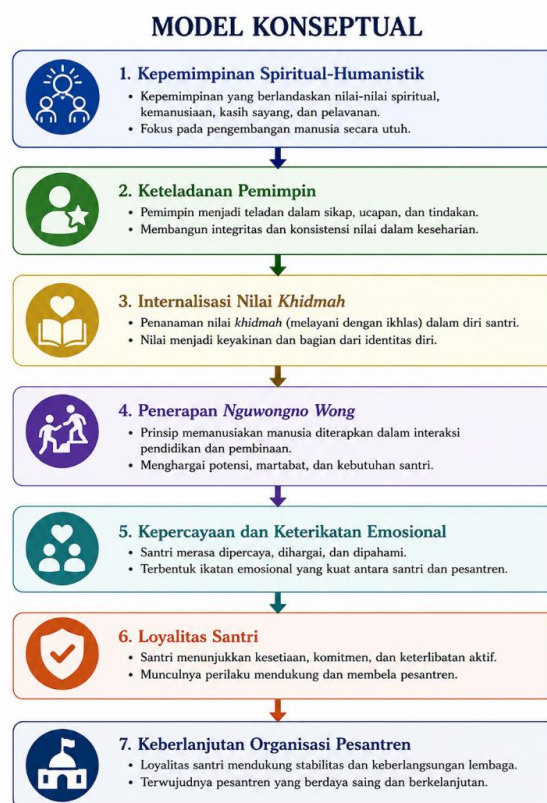 MODEL KONSEPTUAL
1. Kepemimpinan Spiritual-Humanistik
• Kepemimpinan yang berlandaskan nilai-nilai spiritual,
kemanusiaan, kasih sayang, dan pelavanan.
• Fokus pada pengembangan manusia secara utuh.
2. Keteladanan Pemimpin
• Pemimpin menjadi teladan dalam sikap, ucapan, dan tindakan.
• Membangun integritas dan konsistensi nilai dalam keseharian.
3. Internalisasi Nilai Khidmah
• Penanaman nilai khidmah (melayani dengan ikhlas) dalam diri santri.
• Nilai menjadi keyakinan dan bagian dari identitas diri.
4. Penerapan Nguwongno Wong
• Prinsip memanusiakan manusia diterapkan dalam interaksi
pendidikan dan pembinaan.
• Menghargai potensi, martabat, dan kebutuhan santri.
5. Kepercayaan dan Keterikatan Emosional
• Santri merasa dipercaya, dihargai, dan dipahami.
• Terbentuk ikatan emosional yang kuat antara santri dan pesantren.
6. Loyalitas Santri
• Santri menunjukkan kesetiaan, komitmen, dan keterlibatan aktif.
• Munculnya perilaku mendukung dan membela pesantren.
7. Keberlanjutan Organisasi Pesantren
• Loyalitas santri mendukung stabilitas dan keberlangsungan lembaga.
• Terwujudnya pesantren yang berdaya saing dan berkelanjutan.